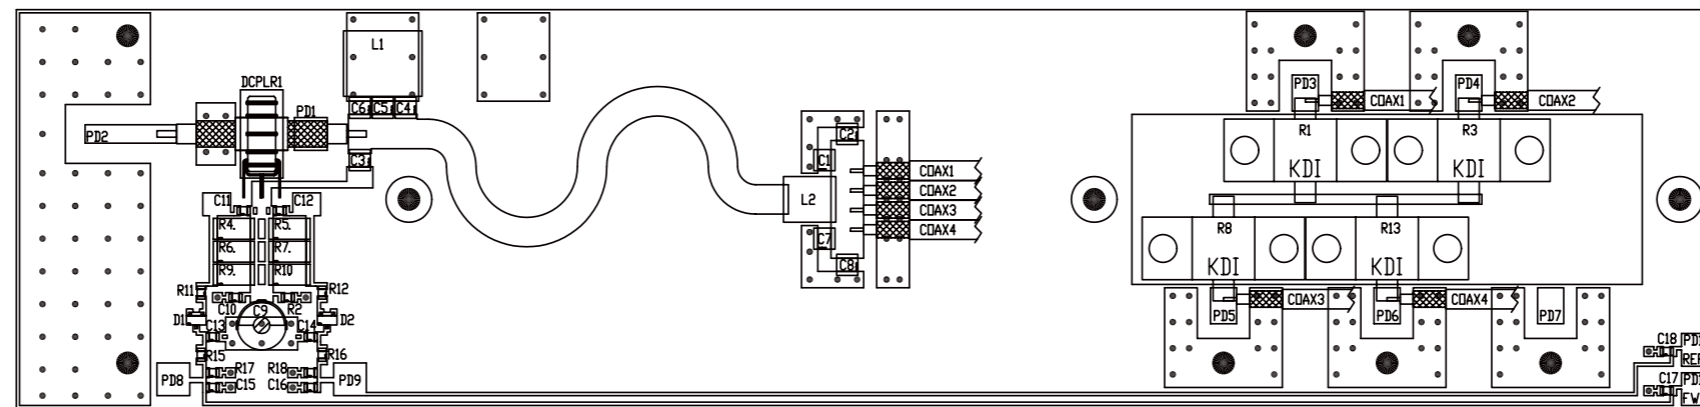 L1
DCPLR1
PD1
PD2
C6 C5 C4
C3
C11
C12
R4.
R5.
R6.
R7.
R9.
R10
R11
R12
C10
R2
C9
D1
D2
C13
C14
R15
R16
R17
R18
C15
C16
PD8
PD9
C2
C1
L2
C7
C8
COAX1
COAX2
COAX3
COAX4
PD3
COAX1
PD4
COAX2
R1
KDI
R3
KDI
R8
KDI
R13
KDI
PD5
COAX3
PD6
COAX4
PD7
C18
C17